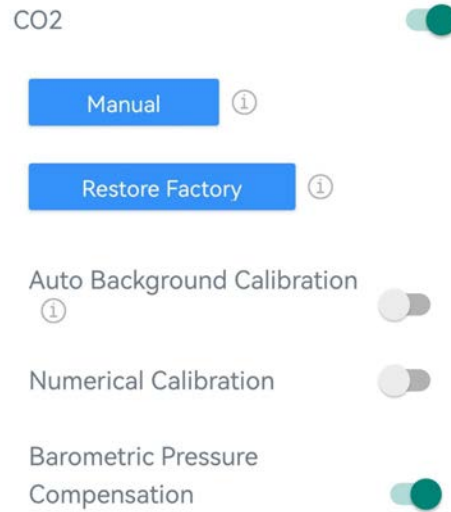 CO2
Manual
Restore Factory
Auto Background Calibration
Numerical Calibration
Barometric Pressure
Compensation